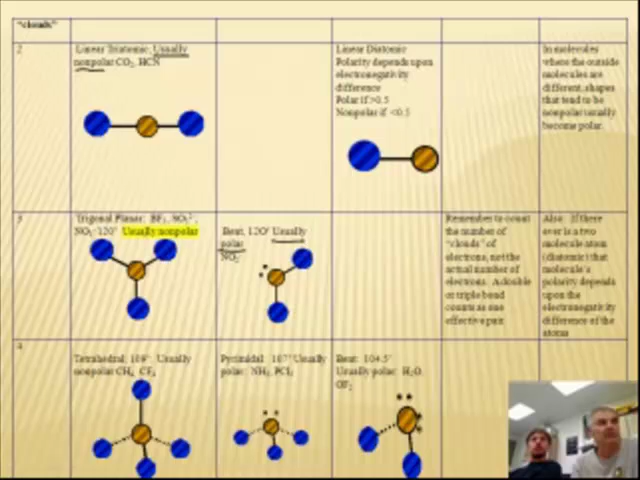 "clouds"
2
Linear Triatomic; Usually
nonpolar CO2, HCN
Linear Diatomic
Polarity depends upon
electronegativity
difference
Polar if >0.5
Nonpolar if <0.5
In molecules
where the outside
molecules are
different, shapes
that tend to be
nonpolar usually
become polar.
3
Trigonal Planar: BF3,
120° Usually nonpolar
Bent, 120° Usually
polar
Remember to count
the number of
"clouds" of
electrons, not the
actual number of
electrons. A double
or triple bond
counts as one
effective pair
Also: If there
ever is a two
molecule atom
(diatomic) that
molecule's
polarity depends
upon the
electronegativity
difference of the
atoms
4
Tetrahedral; 109°: Usually
nonpolar CH4, CF4
Pyrimidal: 107° Usually
polar: NH3, PCl3
Bent: 104.5°
Usually polar: H2O,
OF2